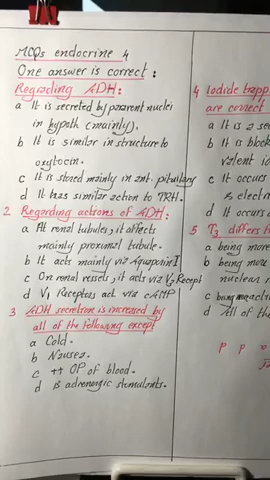 MCQs endocrine 4
One answer is correct:
Regrading ADH:
a It is secreted by paravent nuclei
in hypoth (mainly).
b It is similar in structure to
oxytocin.
c It is stored mainly in ant. pituitary
d It has similar action to TRH.
2 Regarding actions of ADH:
a At renal tubules, it affects
mainly proximal tubule.
b It acts mainly via Aquaporin I
c On renal vessels, it acts via V2 Recept
d V1 Receptors act via cAMP
3 ADH secretion is increased by
all of the following except
a Cold.
b Nausea.
c ++ OP of blood.
d B adrenergic stimulants.
4 Iodide trapp
are correct
a It is a se
b It is block
valent io
c It occurs
& electr
d It occurs
5 T3 differs f
a being more
b being more
nuclear r
c being more act
d All of the
P P